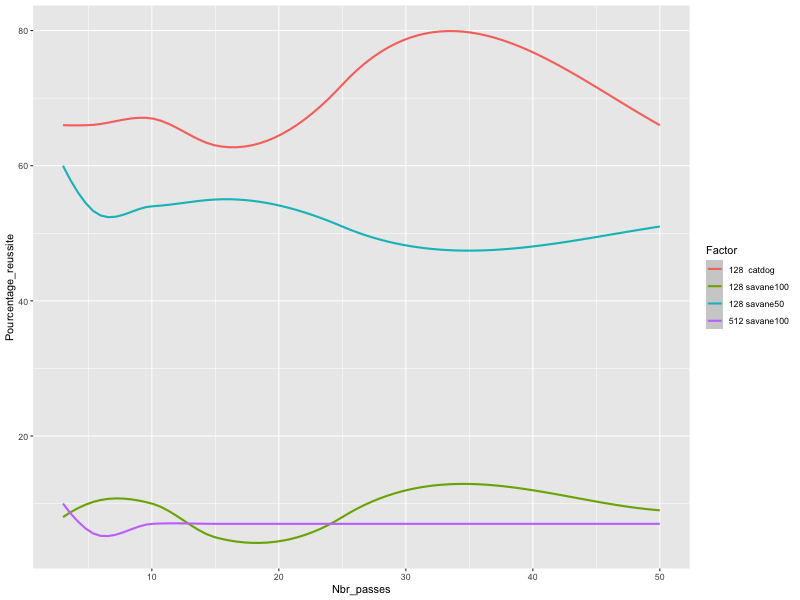 80
60
40
20
Pourcentage_reussite
10 20 30 40 50
Nbr_passes
Factor
128  catdog
128 savane100
128 savane50
512 savane100